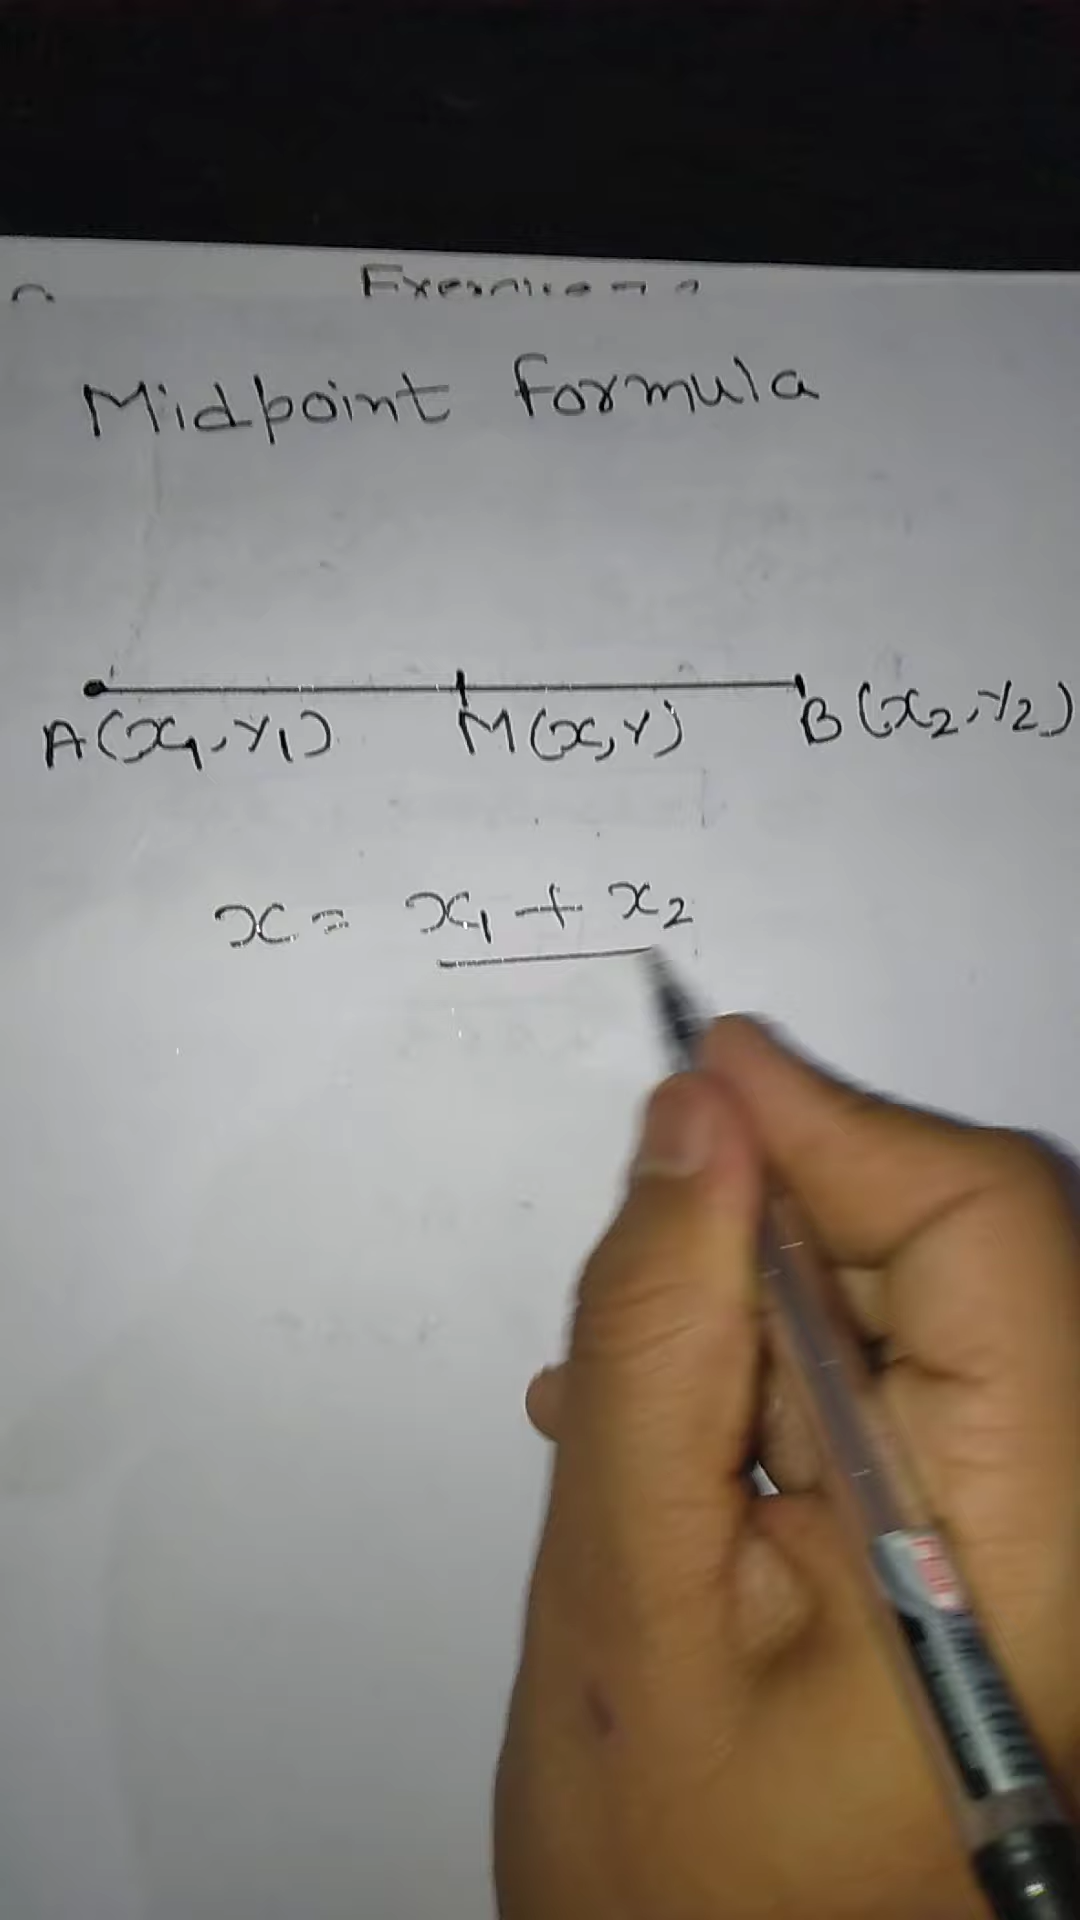 Midpoint formula
A(x₁,y₁) M(x,y) B(x₂,y₂)
x = x₁ + x₂